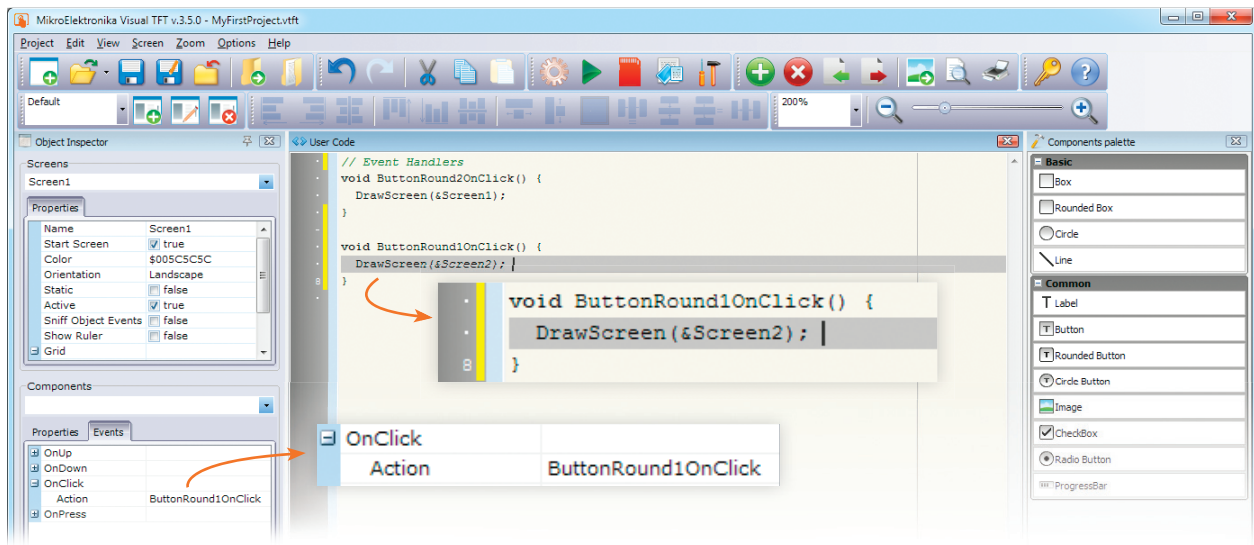 MikroElektronika Visual TFT v.3.5.0 - MyFirstProject.vtft
Project Edit View Screen Zoom Options Help
Default
200%
Object Inspector
Screens
Screen1
Properties
Name Screen1
Start Screen true
Color $005C5C5C
Orientation Landscape
Static false
Active true
Sniff Object Events false
Show Ruler false
Grid
Components
Properties Events
OnUp
OnDown
OnClick
Action ButtonRound1OnClick
OnPress
User Code
// Event Handlers
void ButtonRound2OnClick() {
DrawScreen(&Screen1);
}
void ButtonRound1OnClick() {
DrawScreen(&Screen2);
8 }
void ButtonRound1OnClick() {
DrawScreen(&Screen2);
8 }
OnClick
Action ButtonRound1OnClick
Components palette
Basic
Box
Rounded Box
Circle
Line
Common
T Label
T Button
T Rounded Button
T Circle Button
Image
CheckBox
Radio Button
ProgressBar